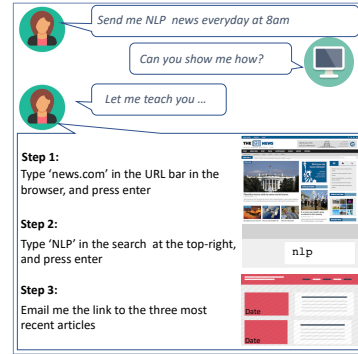 Send me NLP news everyday at 8am
Can you show me how?
Let me teach you ...
Step 1:
Type 'news.com' in the URL bar in the
browser, and press enter
THE NEWS
Step 2:
Type 'NLP' in the search at the top-right,
and press enter
nlp
Step 3:
Email me the link to the three most
recent articles
Date
Date